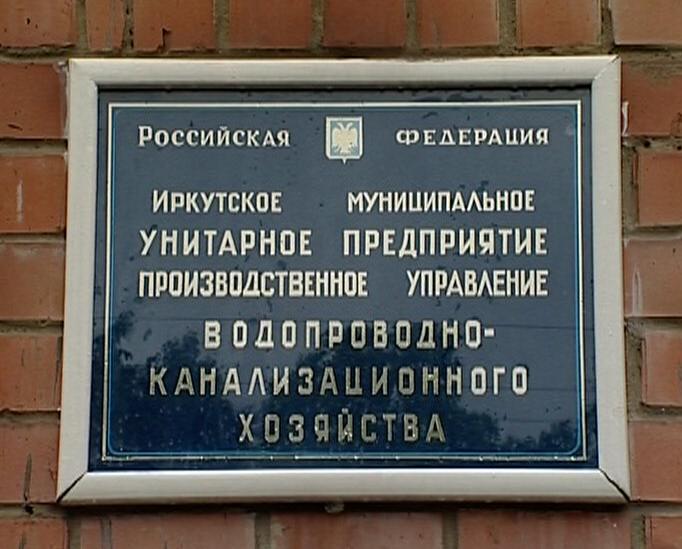 Российская Федерация
Иркутское муниципальное
унитарное предприятие
производственное управление
водопроводно-
канализационного
хозяйства